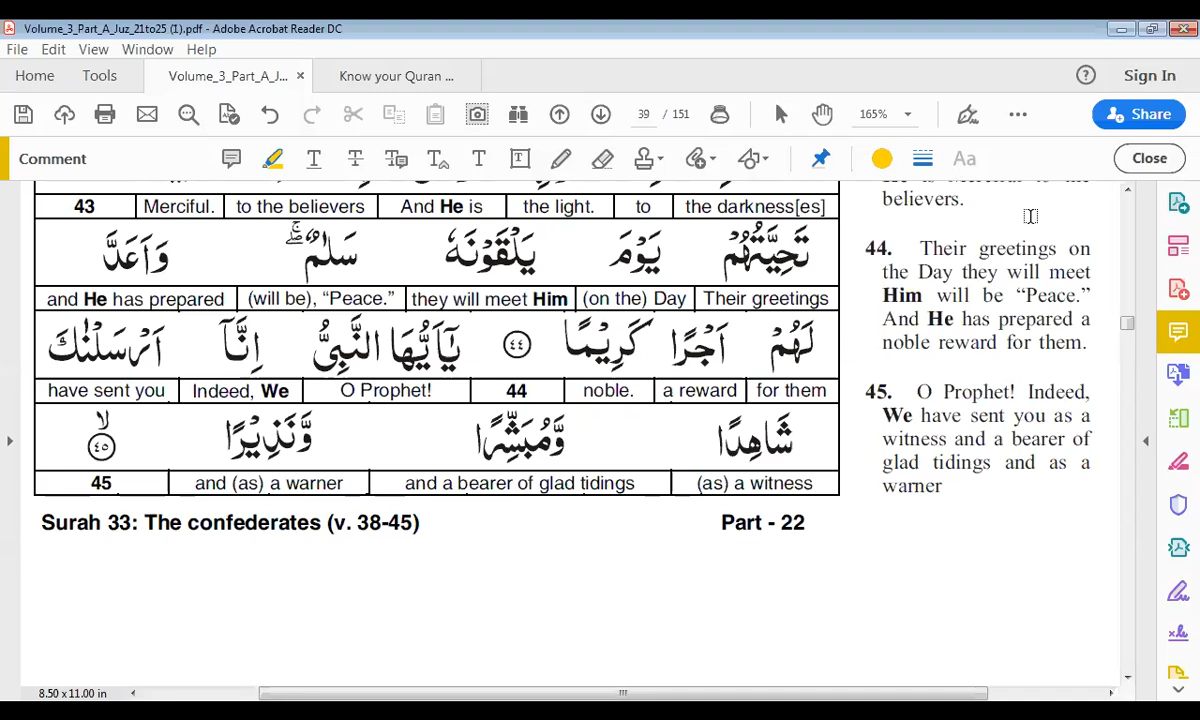 Volume_3_Part_A_Juz_21to25 (1).pdf - Adobe Acrobat Reader DC
File Edit View Window Help
Home Tools Volume_3_Part_A_J... × Know your Quran ... Sign In
39 / 151 165% Share
Comment Aa Close
43 Merciful. to the believers And He is the light. to the darkness[es]
تَحِيَّتُهُمْ يَوْمَ يَلْقَوْنَهٗ سَلٰمٌ ۖۚ وَاَعَدَّ
and He has prepared (will be), “Peace.” they will meet Him (on the) Day Their greetings
لَهُمْ اَجْرًا كَرِيْمًا ٤٤ يٰۤاَيُّهَا النَّبِيُّ اِنَّاۤ اَرْسَلْنٰكَ
have sent you Indeed, We O Prophet! 44 noble. a reward for them
شَاهِدًا وَّمُبَشِّرًا وَّنَذِيْرًا ۙ ٤٥
45 and (as) a warner and a bearer of glad tidings (as) a witness
Surah 33: The confederates (v. 38-45) Part - 22
believers.
44. Their greetings on
the Day they will meet
Him will be “Peace.”
And He has prepared a
noble reward for them.
45. O Prophet! Indeed,
We have sent you as a
witness and a bearer of
glad tidings and as a
warner
8.50 x 11.00 in